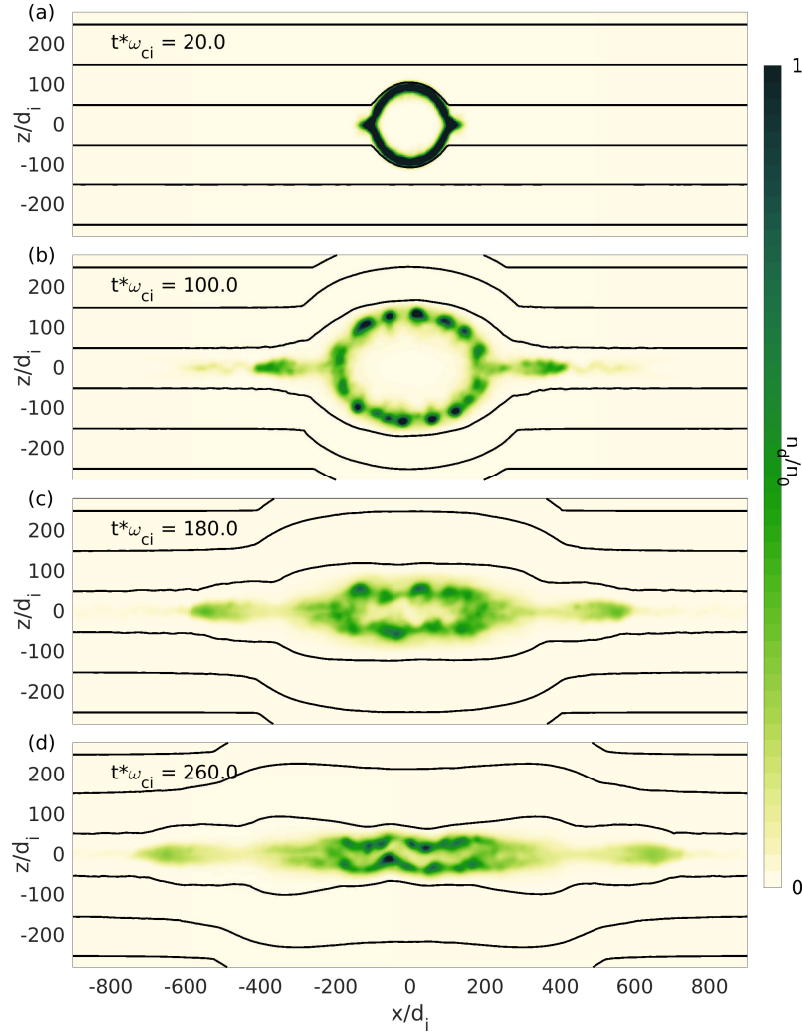 (a)
t*ω_ci = 20.0
z/d_i
200
100
0
-100
-200
(b)
t*ω_ci = 100.0
z/d_i
200
100
0
-100
-200
(c)
t*ω_ci = 180.0
z/d_i
200
100
0
-100
-200
(d)
t*ω_ci = 260.0
z/d_i
200
100
0
-100
-200
-800 -600 -400 -200 0 200 400 600 800
x/d_i
1
n_d/n_0
0